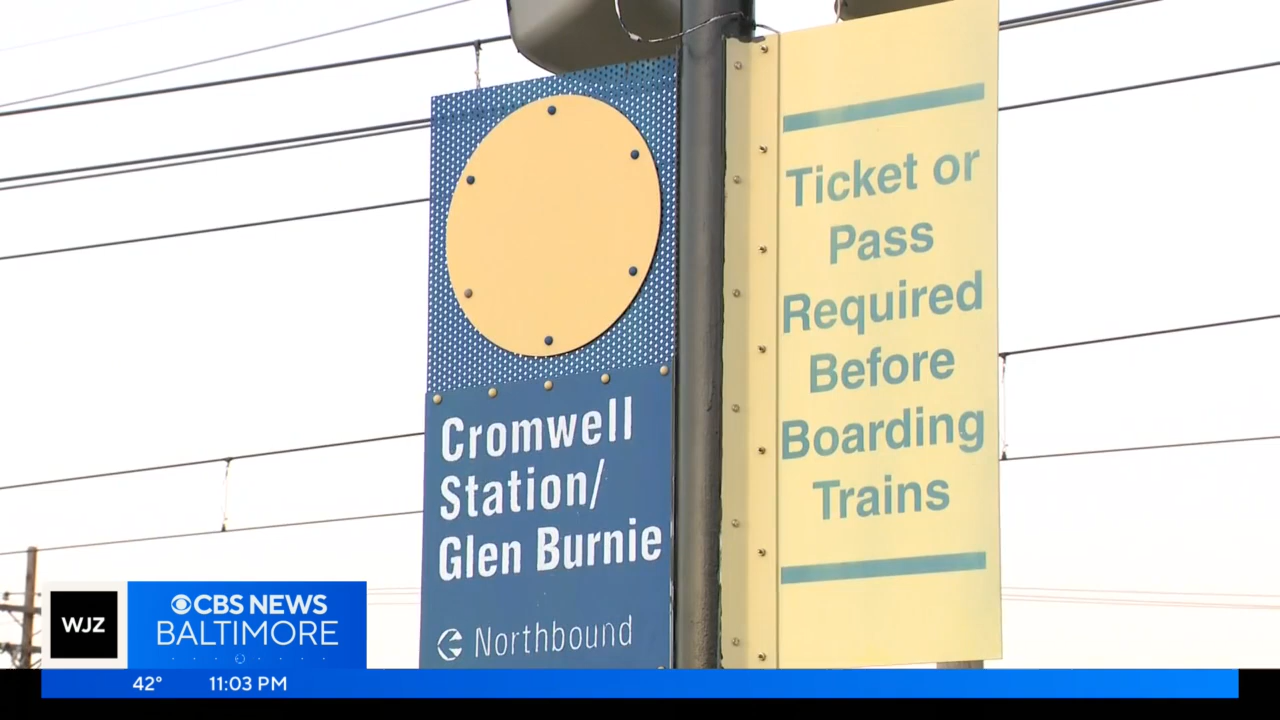 Cromwell
Station/
Glen Burnie
Northbound
Ticket or
Pass
Required
Before
Boarding
Trains
WJZ
CBS NEWS
BALTIMORE
42° 11:03 PM